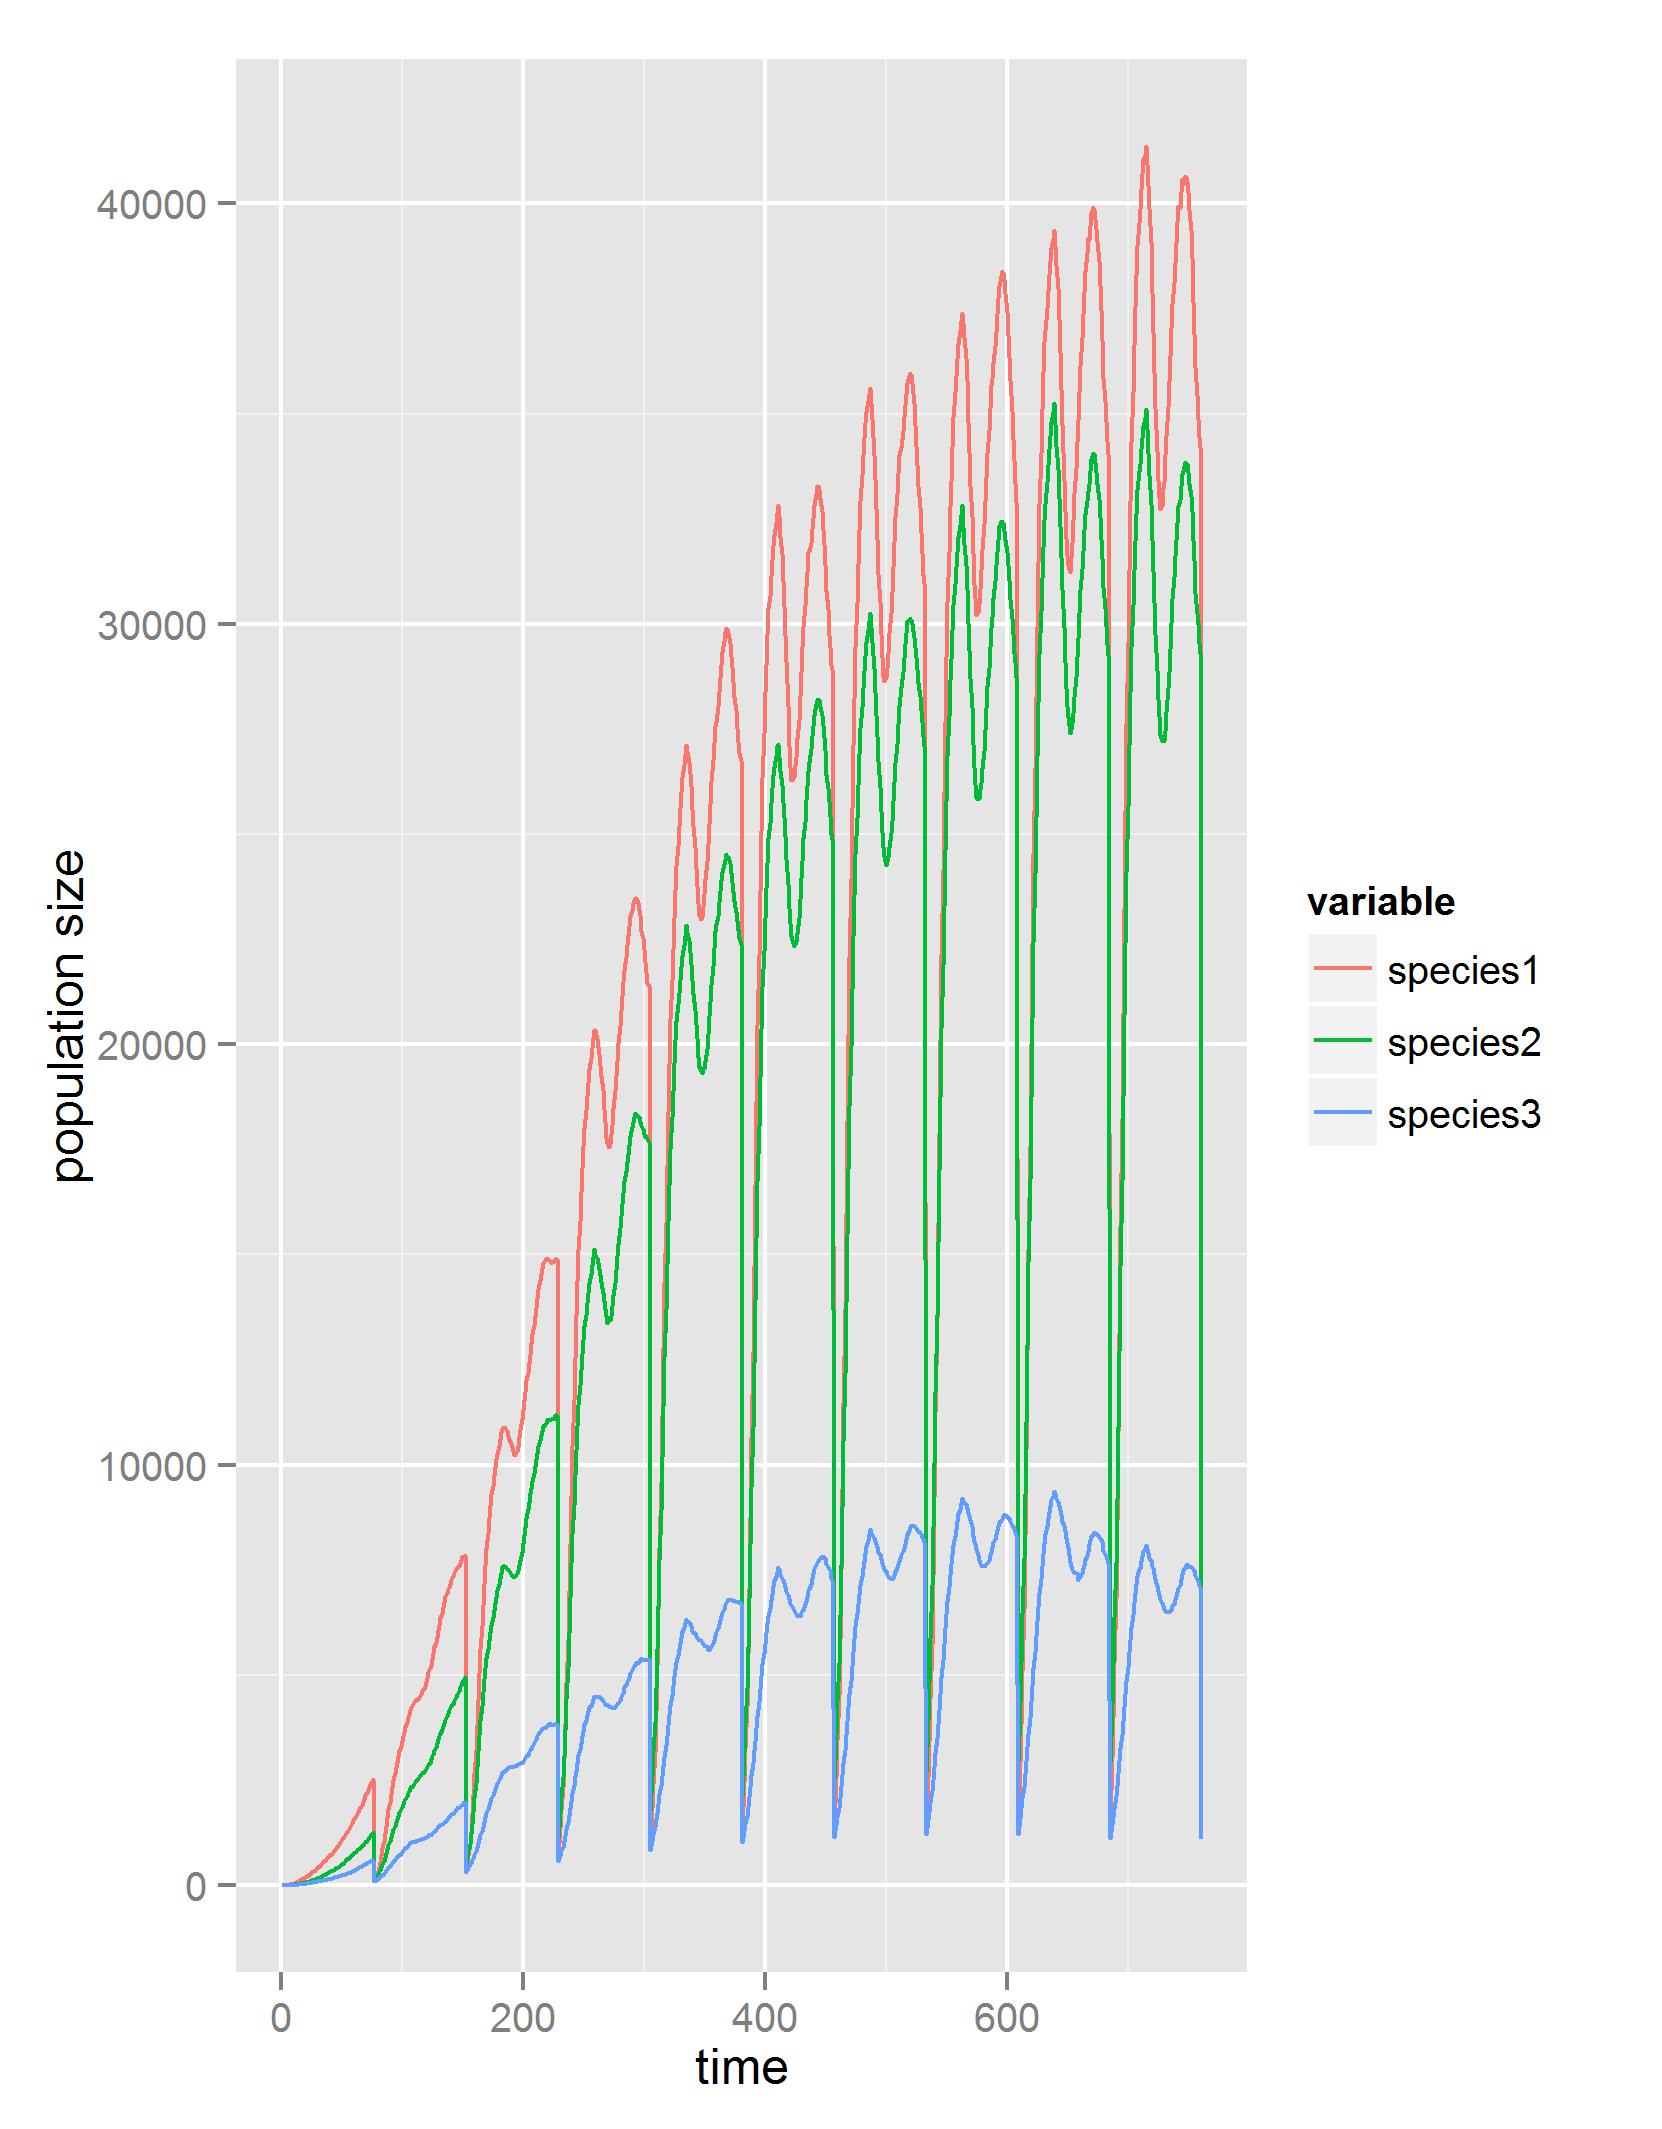 population size
40000
30000
20000
10000
0
0 200 400 600
time
variable
species1
species2
species3